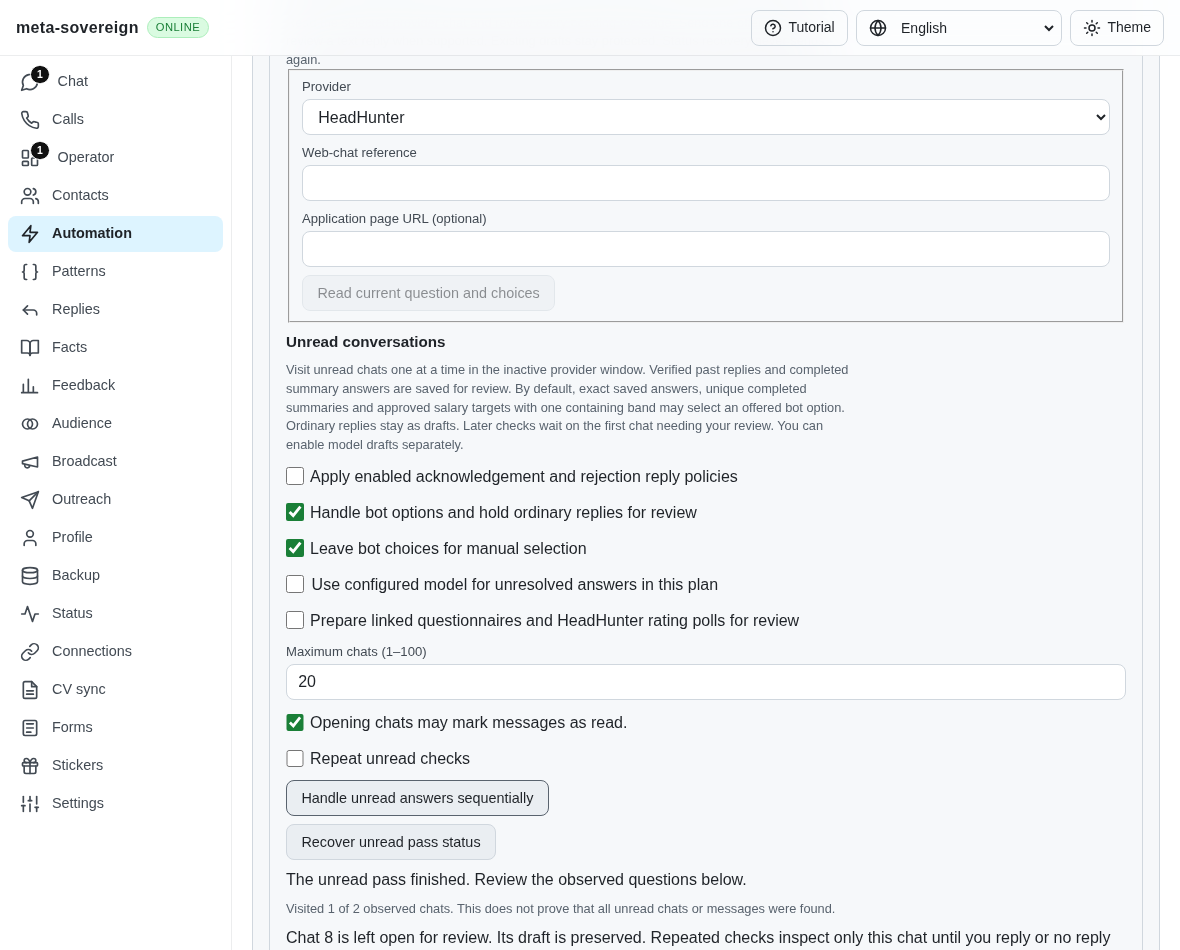 meta-sovereign ONLINE Tutorial English Theme
1 Chat
Calls
1 Operator
Contacts
Automation
Patterns
Replies
Facts
Feedback
Audience
Broadcast
Outreach
Profile
Backup
Status
Connections
CV sync
Forms
Stickers
Settings
again.
Provider
HeadHunter
Web-chat reference
Application page URL (optional)
Read current question and choices
Unread conversations
Visit unread chats one at a time in the inactive provider window. Verified past replies and completed
summary answers are saved for review. By default, exact saved answers, unique completed
summaries and approved salary targets with one containing band may select an offered bot option.
Ordinary replies stay as drafts. Later checks wait on the first chat needing your review. You can
enable model drafts separately.
Apply enabled acknowledgement and rejection reply policies
Handle bot options and hold ordinary replies for review
Leave bot choices for manual selection
Use configured model for unresolved answers in this plan
Prepare linked questionnaires and HeadHunter rating polls for review
Maximum chats (1–100)
20
Opening chats may mark messages as read.
Repeat unread checks
Handle unread answers sequentially
Recover unread pass status
The unread pass finished. Review the observed questions below.
Visited 1 of 2 observed chats. This does not prove that all unread chats or messages were found.
Chat 8 is left open for review. Its draft is preserved. Repeated checks inspect only this chat until you reply or no reply